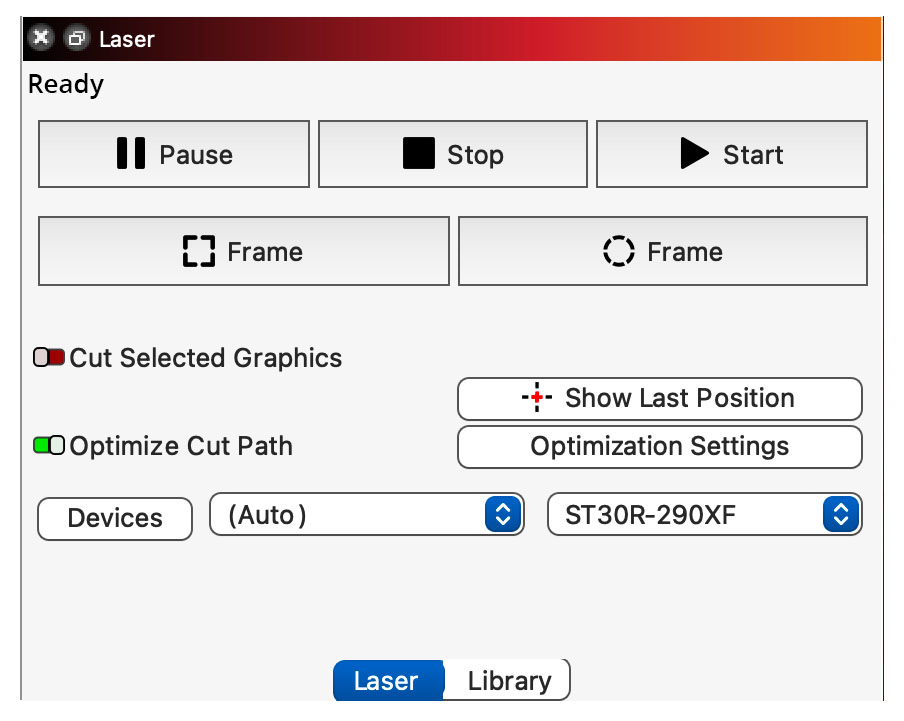 Laser
Ready
Pause Stop Start
Frame Frame
Cut Selected Graphics
Show Last Position
Optimize Cut Path Optimization Settings
Devices (Auto) ST30R-290XF
Laser Library